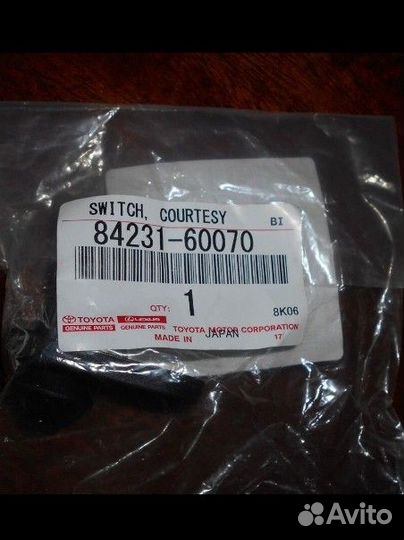 SWITCH, COURTESY BI
84231-60070
QTY: 1 8K06
TOYOTA LEXUS
GENUINE PARTS GENUINE PARTS TOYOTA MOTOR CORPORATION
MADE IN JAPAN 17
Avito